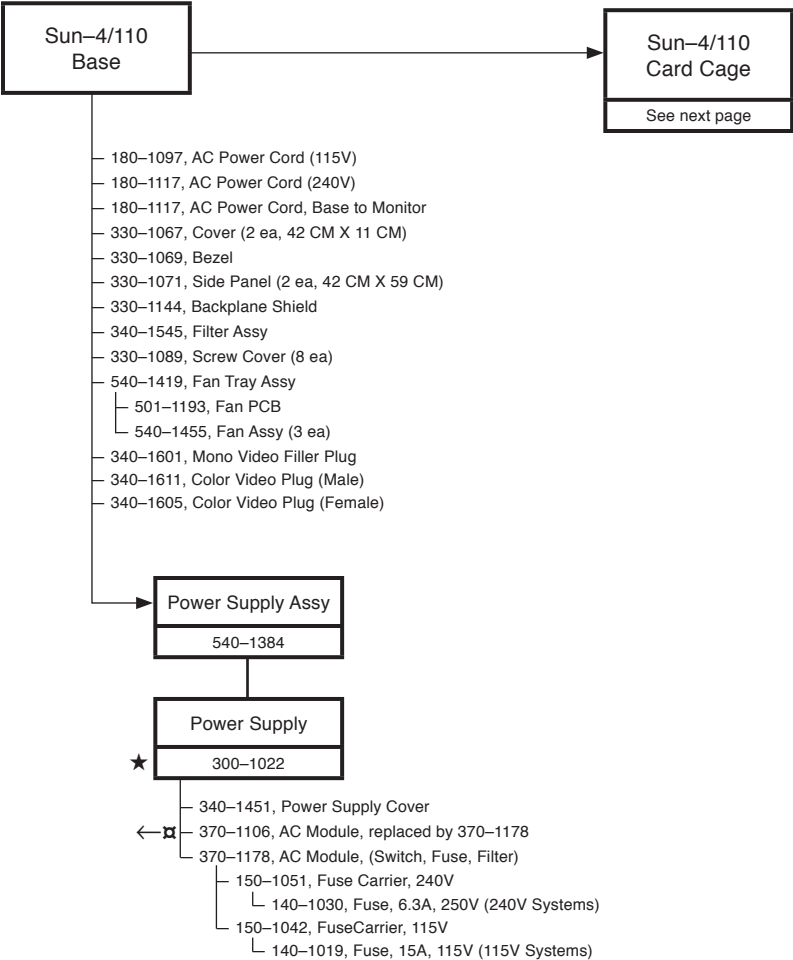 Sun–4/110
Base
Sun–4/110
Card Cage
See next page
180–1097, AC Power Cord (115V)
180–1117, AC Power Cord (240V)
180–1117, AC Power Cord, Base to Monitor
330–1067, Cover (2 ea, 42 CM X 11 CM)
330–1069, Bezel
330–1071, Side Panel (2 ea, 42 CM X 59 CM)
330–1144, Backplane Shield
340–1545, Filter Assy
330–1089, Screw Cover (8 ea)
540–1419, Fan Tray Assy
501–1193, Fan PCB
540–1455, Fan Assy (3 ea)
340–1601, Mono Video Filler Plug
340–1611, Color Video Plug (Male)
340–1605, Color Video Plug (Female)
Power Supply Assy
540–1384
Power Supply
300–1022
340–1451, Power Supply Cover
370–1106, AC Module, replaced by 370–1178
370–1178, AC Module, (Switch, Fuse, Filter)
150–1051, Fuse Carrier, 240V
140–1030, Fuse, 6.3A, 250V (240V Systems)
150–1042, FuseCarrier, 115V
140–1019, Fuse, 15A, 115V (115V Systems)